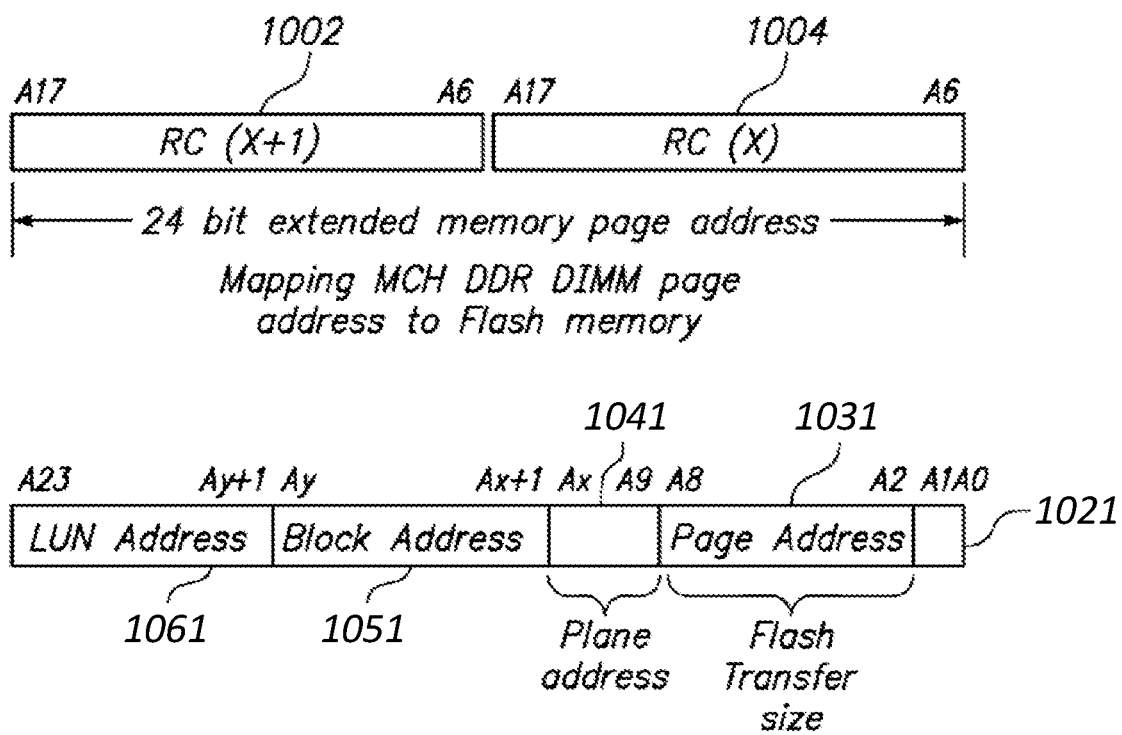 1002 1004
A17 A6 A17 A6
RC (X+1) RC (X)
24 bit extended memory page address
Mapping MCH DDR DIMM page
address to Flash memory
1041 1031
A23 Ay+1 Ay Ax+1 Ax A9 A8 A2 A1A0
LUN Address Block Address Page Address 1021
1061 1051 Plane Flash
address Transfer
size